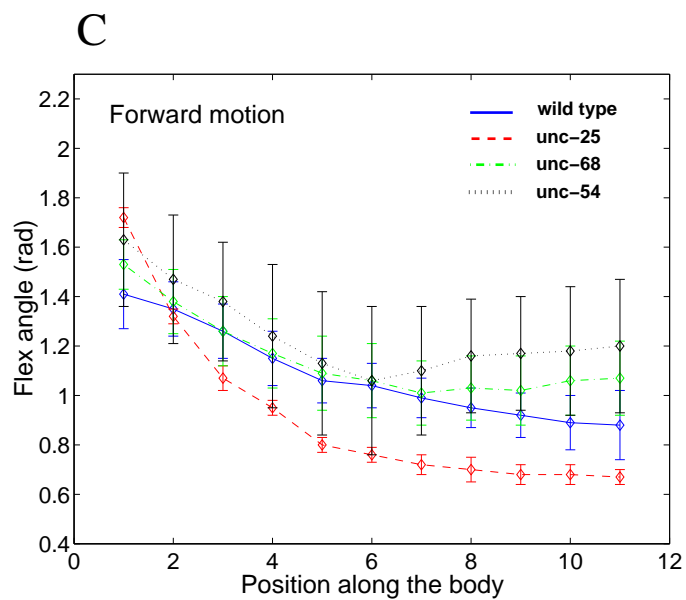 C
Forward motion
wild type
unc-25
unc-68
unc-54
Flex angle (rad)
2.2
2
1.8
1.6
1.4
1.2
1
0.8
0.6
0.4
0 2 4 6 8 10 12
Position along the body